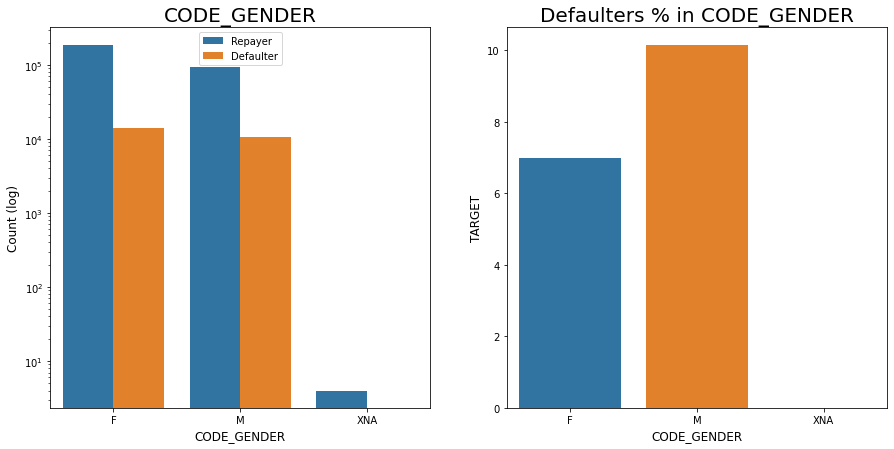 CODE_GENDER
Repayer
Defaulter
10^5
10^4
10^3
10^2
10^1
Count (log)
F M XNA
CODE_GENDER
Defaulters % in CODE_GENDER
10
8
6
4
2
0
TARGET
F M XNA
CODE_GENDER